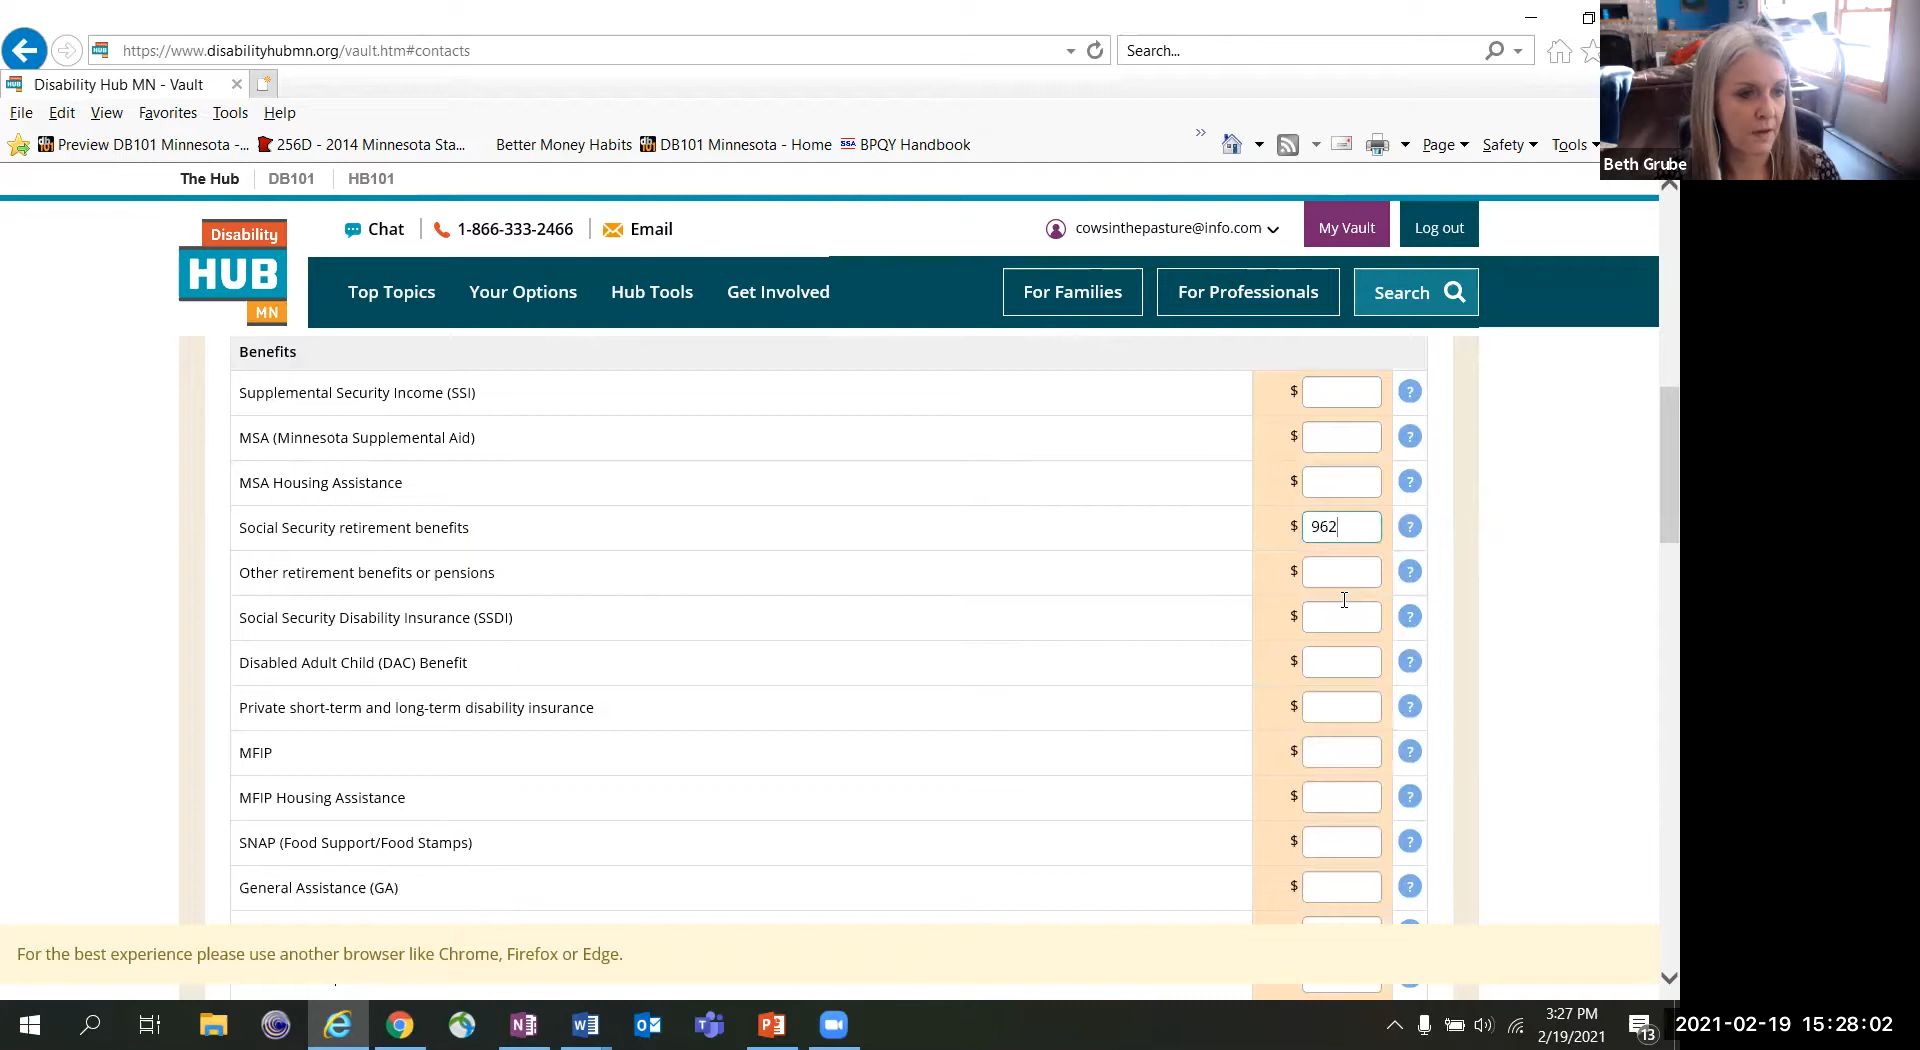 https://www.disabilityhubmn.org/vault.htm#contacts
Search...
Disability Hub MN - Vault
File Edit View Favorites Tools Help
Preview DB101 Minnesota -... 256D - 2014 Minnesota Sta... Better Money Habits DB101 Minnesota - Home SSA BPQY Handbook
Page Safety Tools
Beth Grube
The Hub DB101 HB101
Disability
HUB
MN
Chat 1-866-333-2466 Email
cowsinthepasture@info.com My Vault Log out
Top Topics Your Options Hub Tools Get Involved For Families For Professionals Search
Benefits
Supplemental Security Income (SSI) $ ?
MSA (Minnesota Supplemental Aid) $ ?
MSA Housing Assistance $ ?
Social Security retirement benefits $ 962 ?
Other retirement benefits or pensions $ ?
Social Security Disability Insurance (SSDI) $ ?
Disabled Adult Child (DAC) Benefit $ ?
Private short-term and long-term disability insurance $ ?
MFIP $ ?
MFIP Housing Assistance $ ?
SNAP (Food Support/Food Stamps) $ ?
General Assistance (GA) $ ?
For the best experience please use another browser like Chrome, Firefox or Edge.
3:27 PM
2/19/2021
13
2021-02-19 15:28:02